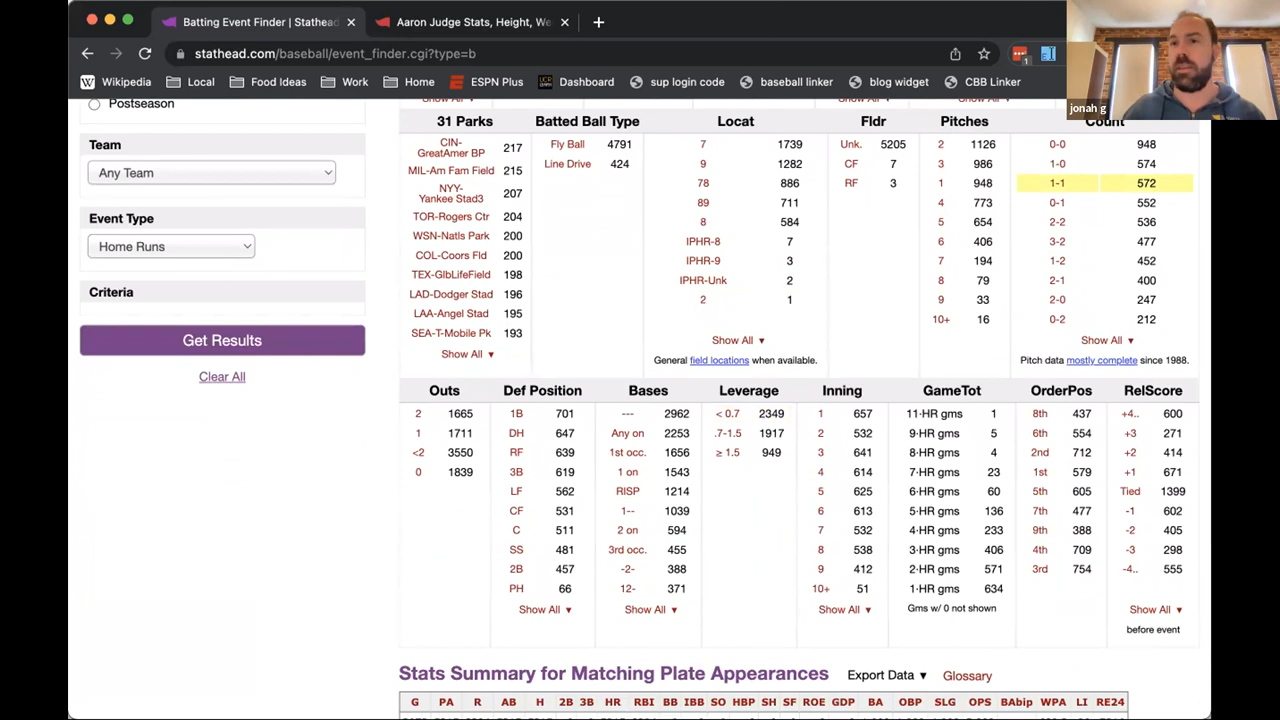 Batting Event Finder | Stathead
Aaron Judge Stats, Height, We
stathead.com/baseball/event_finder.cgi?type=b
Wikipedia Local Food Ideas Work Home ESPN Plus Dashboard sup login code baseball linker blog widget CBB Linker
jonah g
Postseason
Team
Any Team
Event Type
Home Runs
Criteria
Get Results
Clear All
31 Parks
CIN-
GreatAmer BP 217
MIL-Am Fam Field 215
NYY-
Yankee Stad3 207
TOR-Rogers Ctr 204
WSN-Natls Park 200
COL-Coors Fld 200
TEX-GlbLifeField 198
LAD-Dodger Stad 196
LAA-Angel Stad 195
SEA-T-Mobile Pk 193
Show All ▼
Batted Ball Type
Fly Ball 4791
Line Drive 424
Locat
7 1739
9 1282
78 886
89 711
8 584
IPHR-8 7
IPHR-9 3
IPHR-Unk 2
2 1
Show All ▼
General field locations when available.
Fldr
Unk. 5205
CF 7
RF 3
Pitches
2 1126
3 986
1 948
4 773
5 654
6 406
7 194
8 79
9 33
10+ 16
Count
0-0 948
1-0 574
1-1 572
0-1 552
2-2 536
3-2 477
1-2 452
2-1 400
2-0 247
0-2 212
Show All ▼
Pitch data mostly complete since 1988.
Outs
2 1665
1 1711
<2 3550
0 1839
Def Position
1B 701
DH 647
RF 639
3B 619
LF 562
CF 531
C 511
SS 481
2B 457
PH 66
Show All ▼
Bases
--- 2962
Any on 2253
1st occ. 1656
1 on 1543
RISP 1214
1-- 1039
2 on 594
3rd occ. 455
-2- 388
12- 371
Show All ▼
Leverage
< 0.7 2349
.7-1.5 1917
≥ 1.5 949
Inning
1 657
2 532
3 641
4 614
5 625
6 613
7 532
8 538
9 412
10+ 51
Show All ▼
GameTot
11·HR gms 1
9·HR gms 5
8·HR gms 4
7·HR gms 23
6·HR gms 60
5·HR gms 136
4·HR gms 233
3·HR gms 406
2·HR gms 571
1·HR gms 634
Gms w/ 0 not shown
OrderPos
8th 437
6th 554
2nd 712
1st 579
5th 605
7th 477
9th 388
4th 709
3rd 754
RelScore
+4.. 600
+3 271
+2 414
+1 671
Tied 1399
-1 602
-2 405
-3 298
-4.. 555
Show All ▼
before event
Stats Summary for Matching Plate Appearances Export Data ▼ Glossary
G PA R AB H 2B 3B HR RBI BB IBB SO HBP SH SF ROE GDP BA OBP SLG OPS BAbip WPA LI RE24